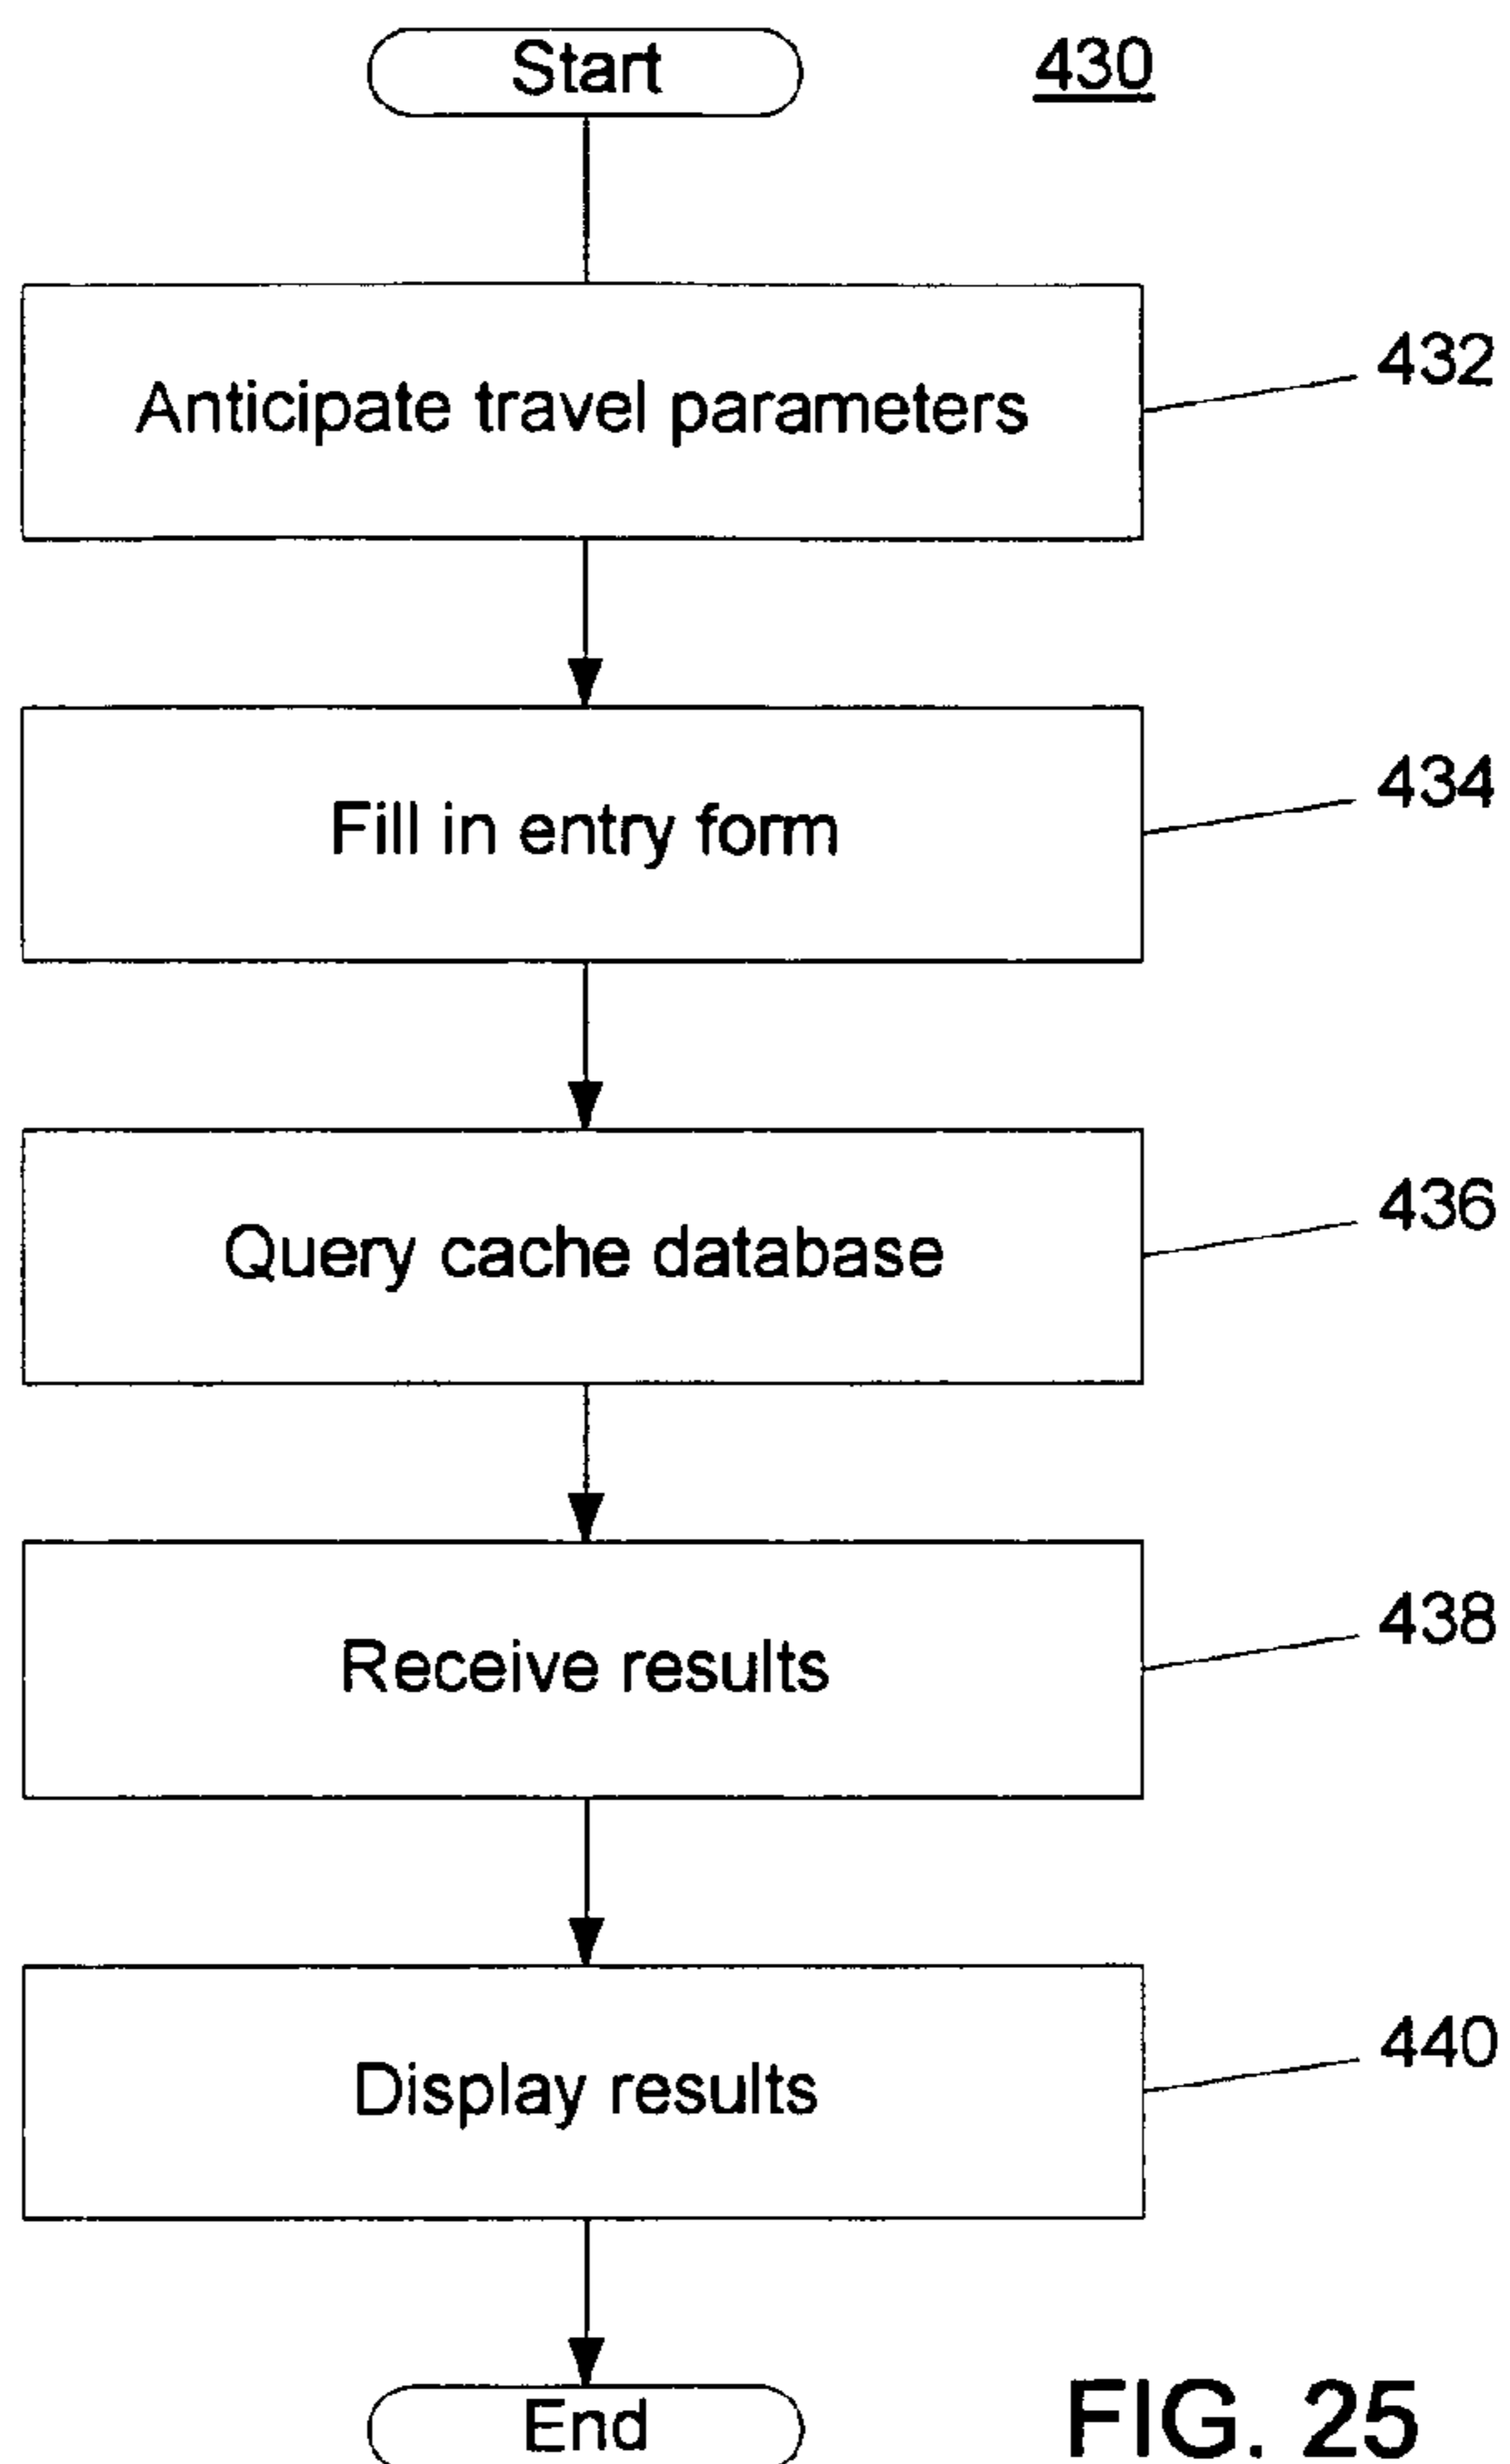 Start
430
Anticipate travel parameters
432
Fill in entry form
434
Query cache database
436
Receive results
438
Display results
440
End
FIG. 25